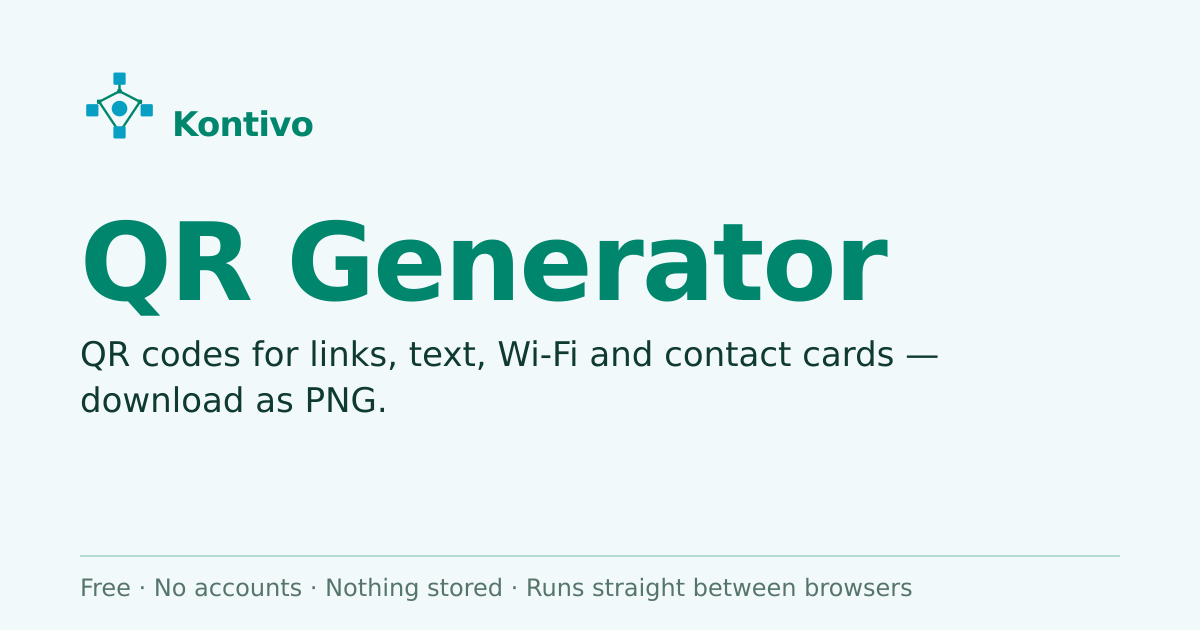 Kontivo
QR Generator
QR codes for links, text, Wi-Fi and contact cards —
download as PNG.
Free · No accounts · Nothing stored · Runs straight between browsers